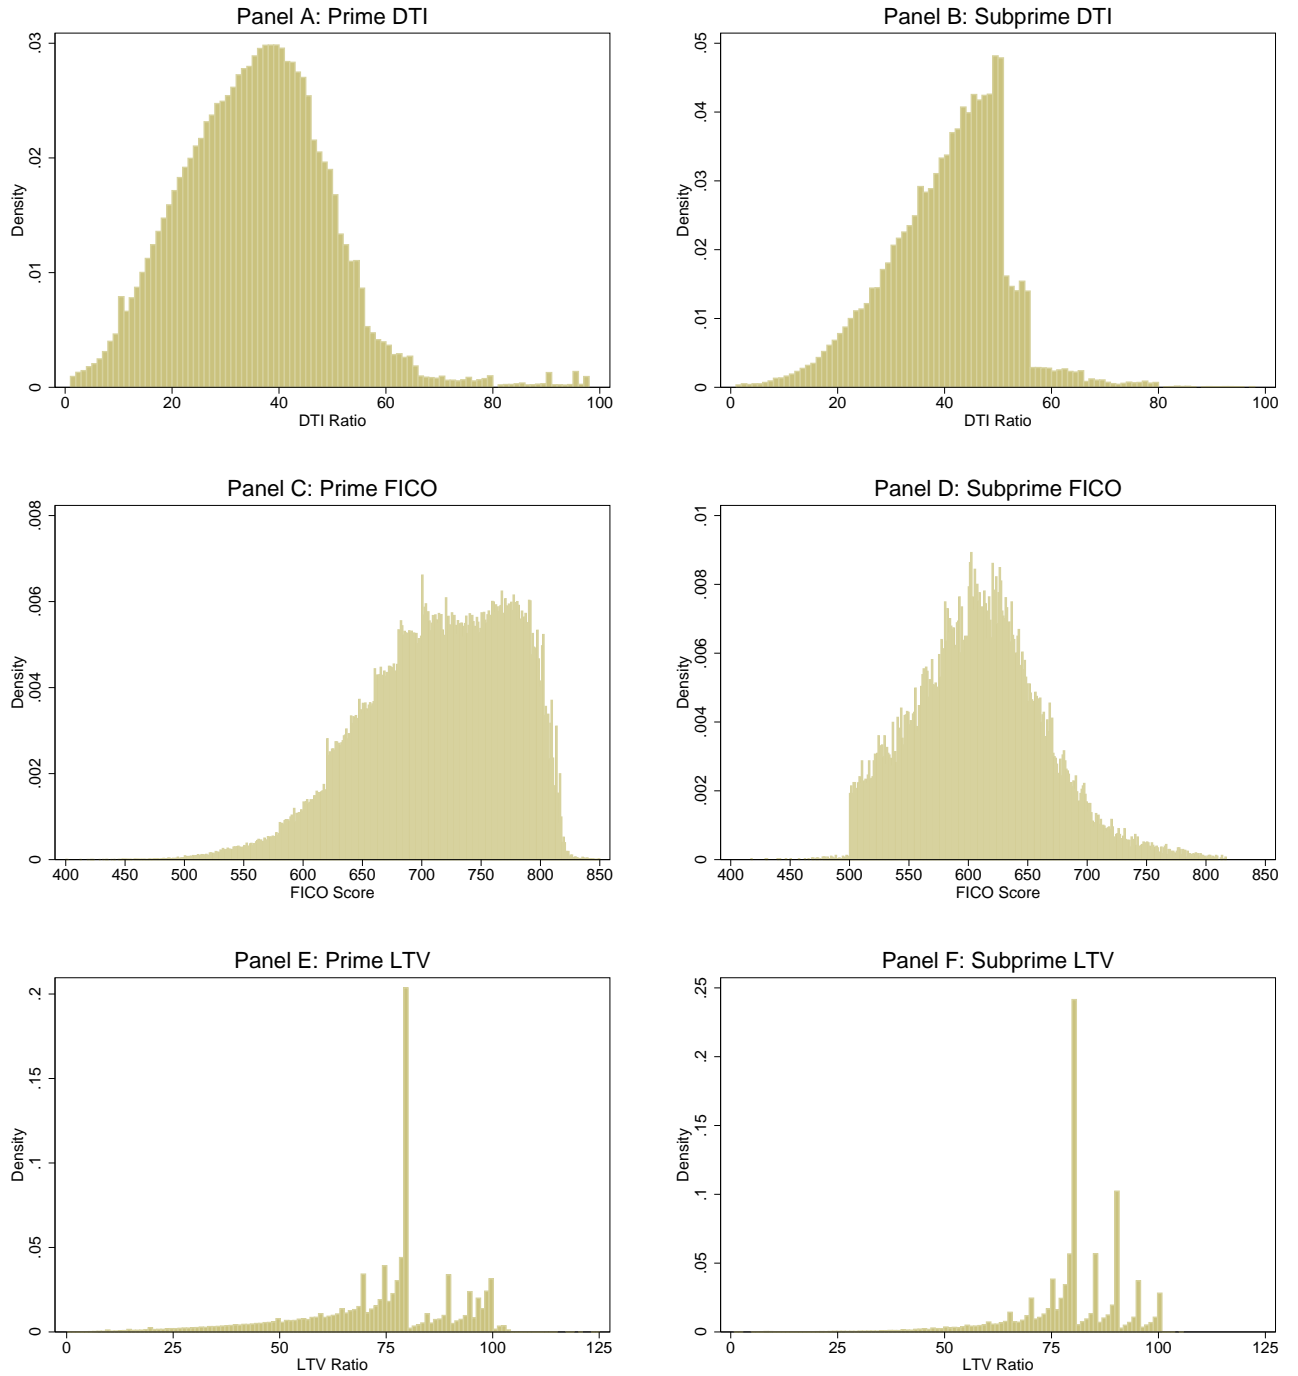 Panel A: Prime DTI
.03
.02
.01
0
Density
0 20 40 60 80 100
DTI Ratio
Panel B: Subprime DTI
.05
.04
.03
.02
.01
0
Density
0 20 40 60 80 100
DTI Ratio
Panel C: Prime FICO
.008
.006
.004
.002
0
Density
400 450 500 550 600 650 700 750 800 850
FICO Score
Panel D: Subprime FICO
.01
.008
.006
.004
.002
0
Density
400 450 500 550 600 650 700 750 800 850
FICO Score
Panel E: Prime LTV
.2
.15
.1
.05
0
Density
0 25 50 75 100 125
LTV Ratio
Panel F: Subprime LTV
.25
.2
.15
.1
.05
0
Density
0 25 50 75 100 125
LTV Ratio